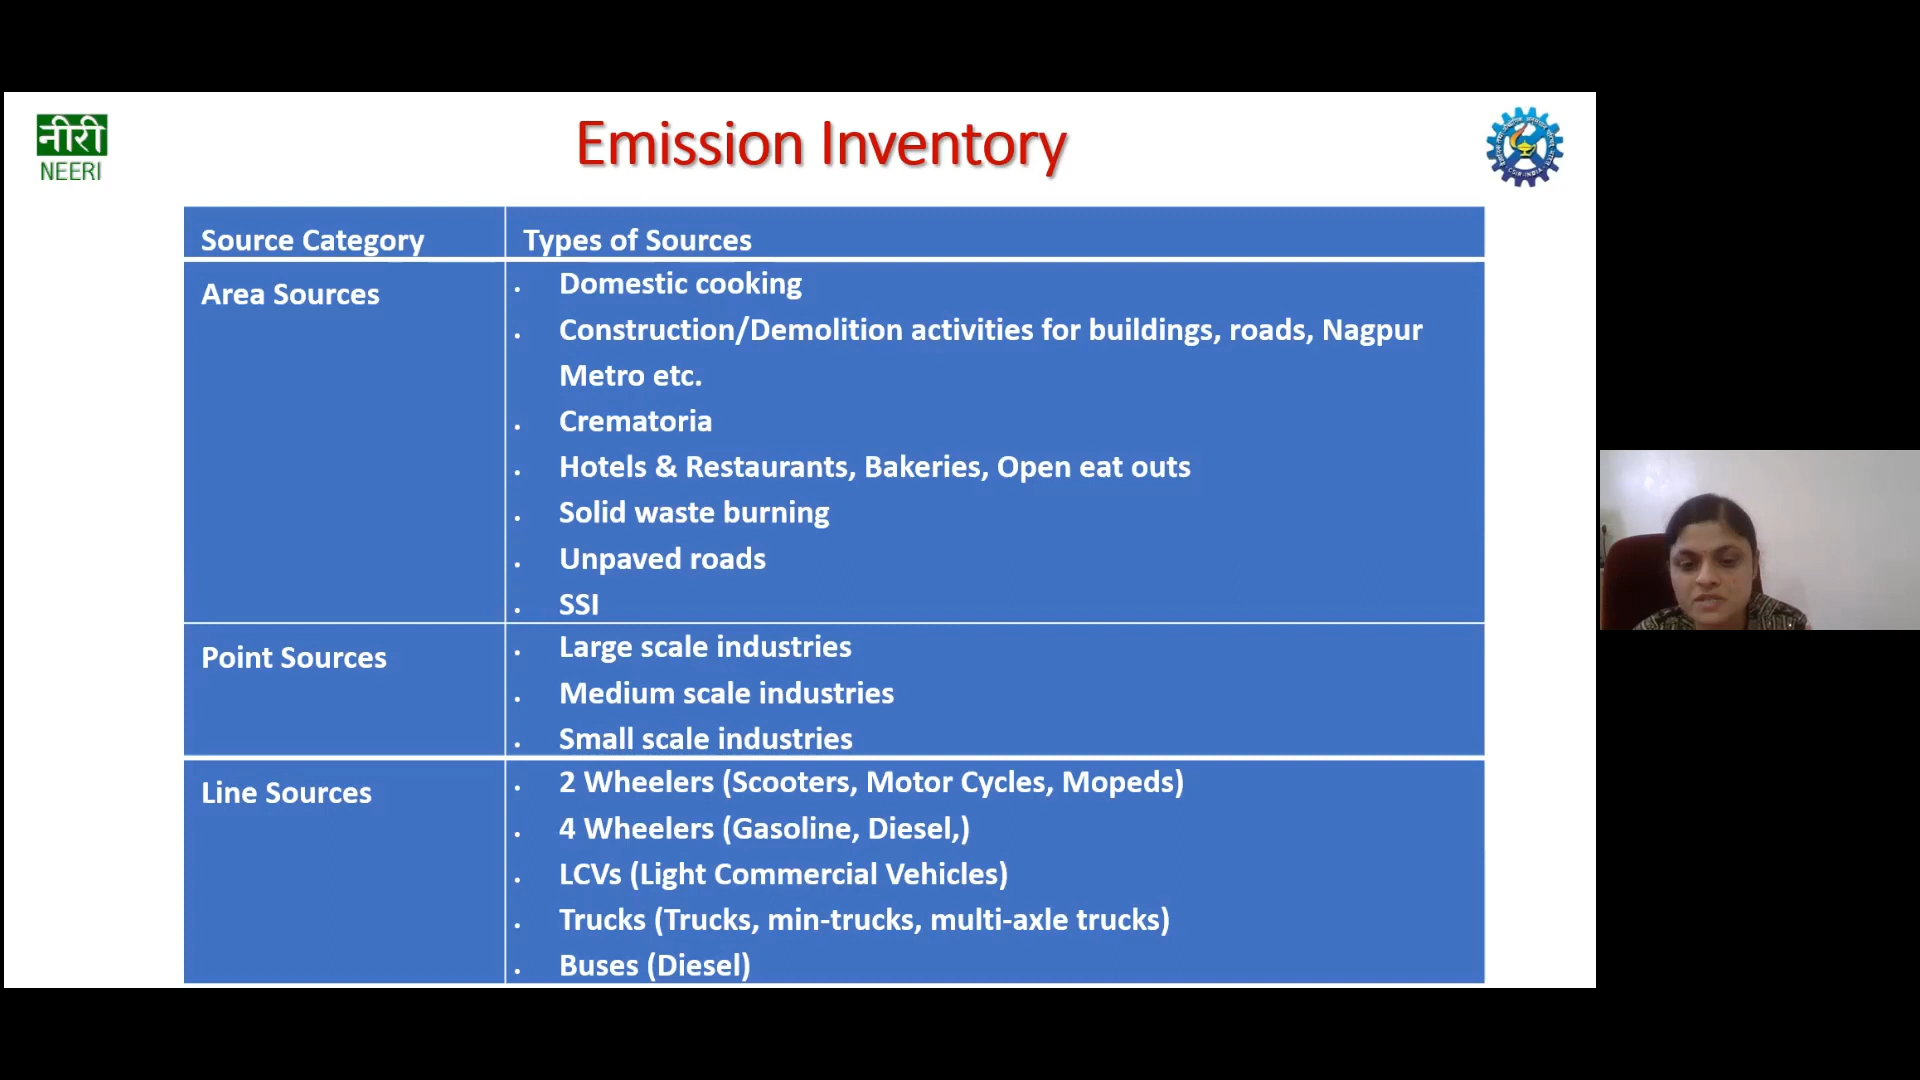 नीरी
NEERI
Emission Inventory
CSIR-INDIA
Source Category
Types of Sources
Area Sources
Domestic cooking
Construction/Demolition activities for buildings, roads, Nagpur
Metro etc.
Crematoria
Hotels & Restaurants, Bakeries, Open eat outs
Solid waste burning
Unpaved roads
SSI
Point Sources
Large scale industries
Medium scale industries
Small scale industries
Line Sources
2 Wheelers (Scooters, Motor Cycles, Mopeds)
4 Wheelers (Gasoline, Diesel,)
LCVs (Light Commercial Vehicles)
Trucks (Trucks, min-trucks, multi-axle trucks)
Buses (Diesel)